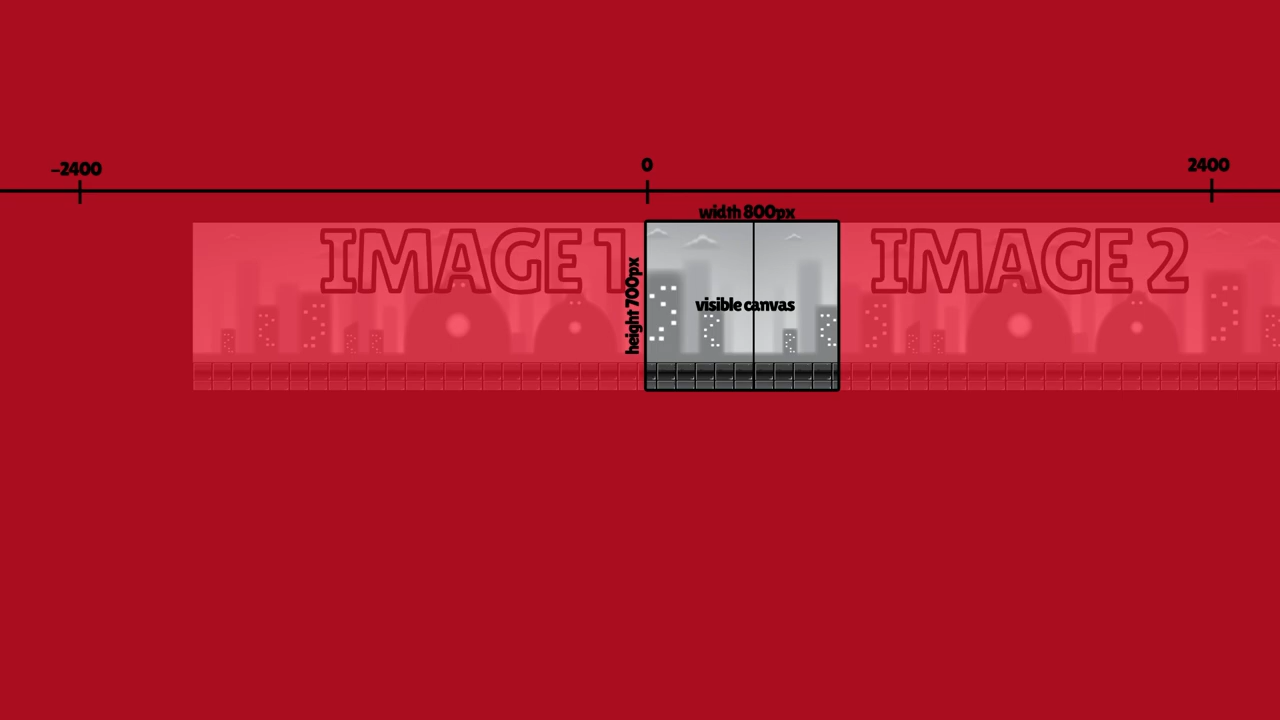 –2400
0
2400
width 800px
IMAGE 1
IMAGE 2
height 700px
visible canvas